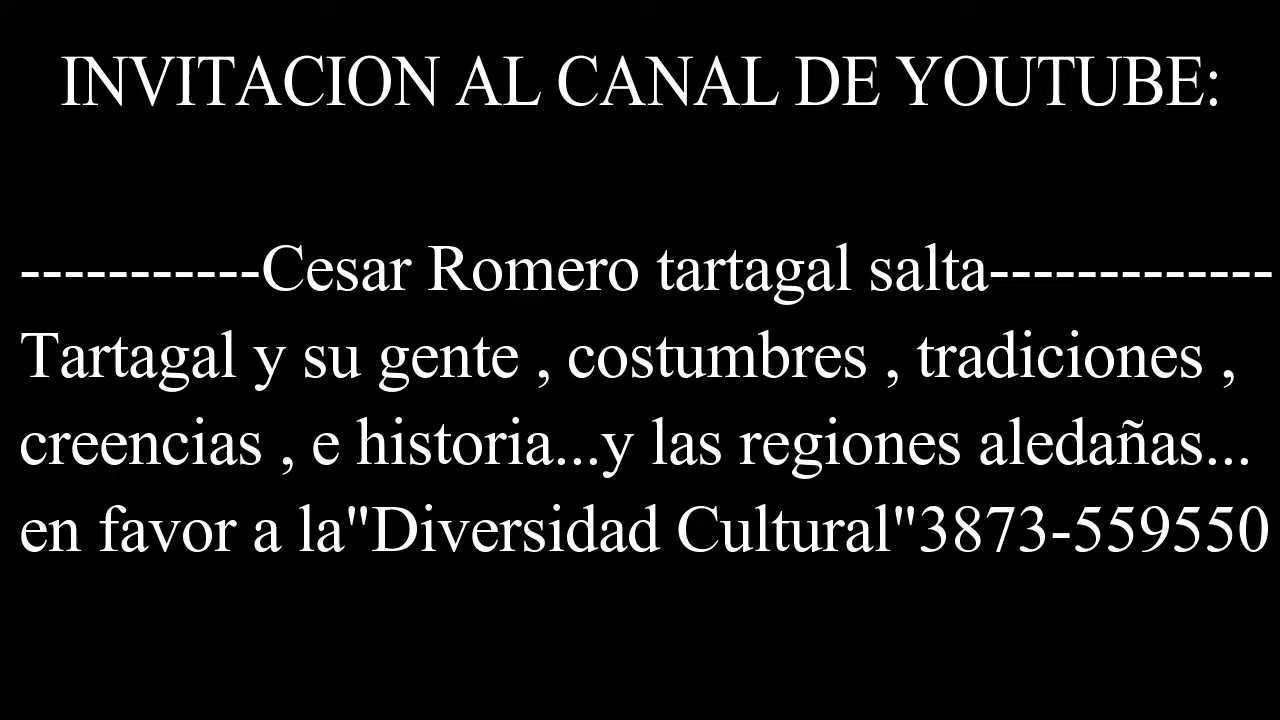 INVITACION AL CANAL DE YOUTUBE:
-----------Cesar Romero tartagal salta-------------
Tartagal y su gente , costumbres , tradiciones ,
creencias , e historia...y las regiones aledañas...
en favor a la"Diversidad Cultural"3873-559550